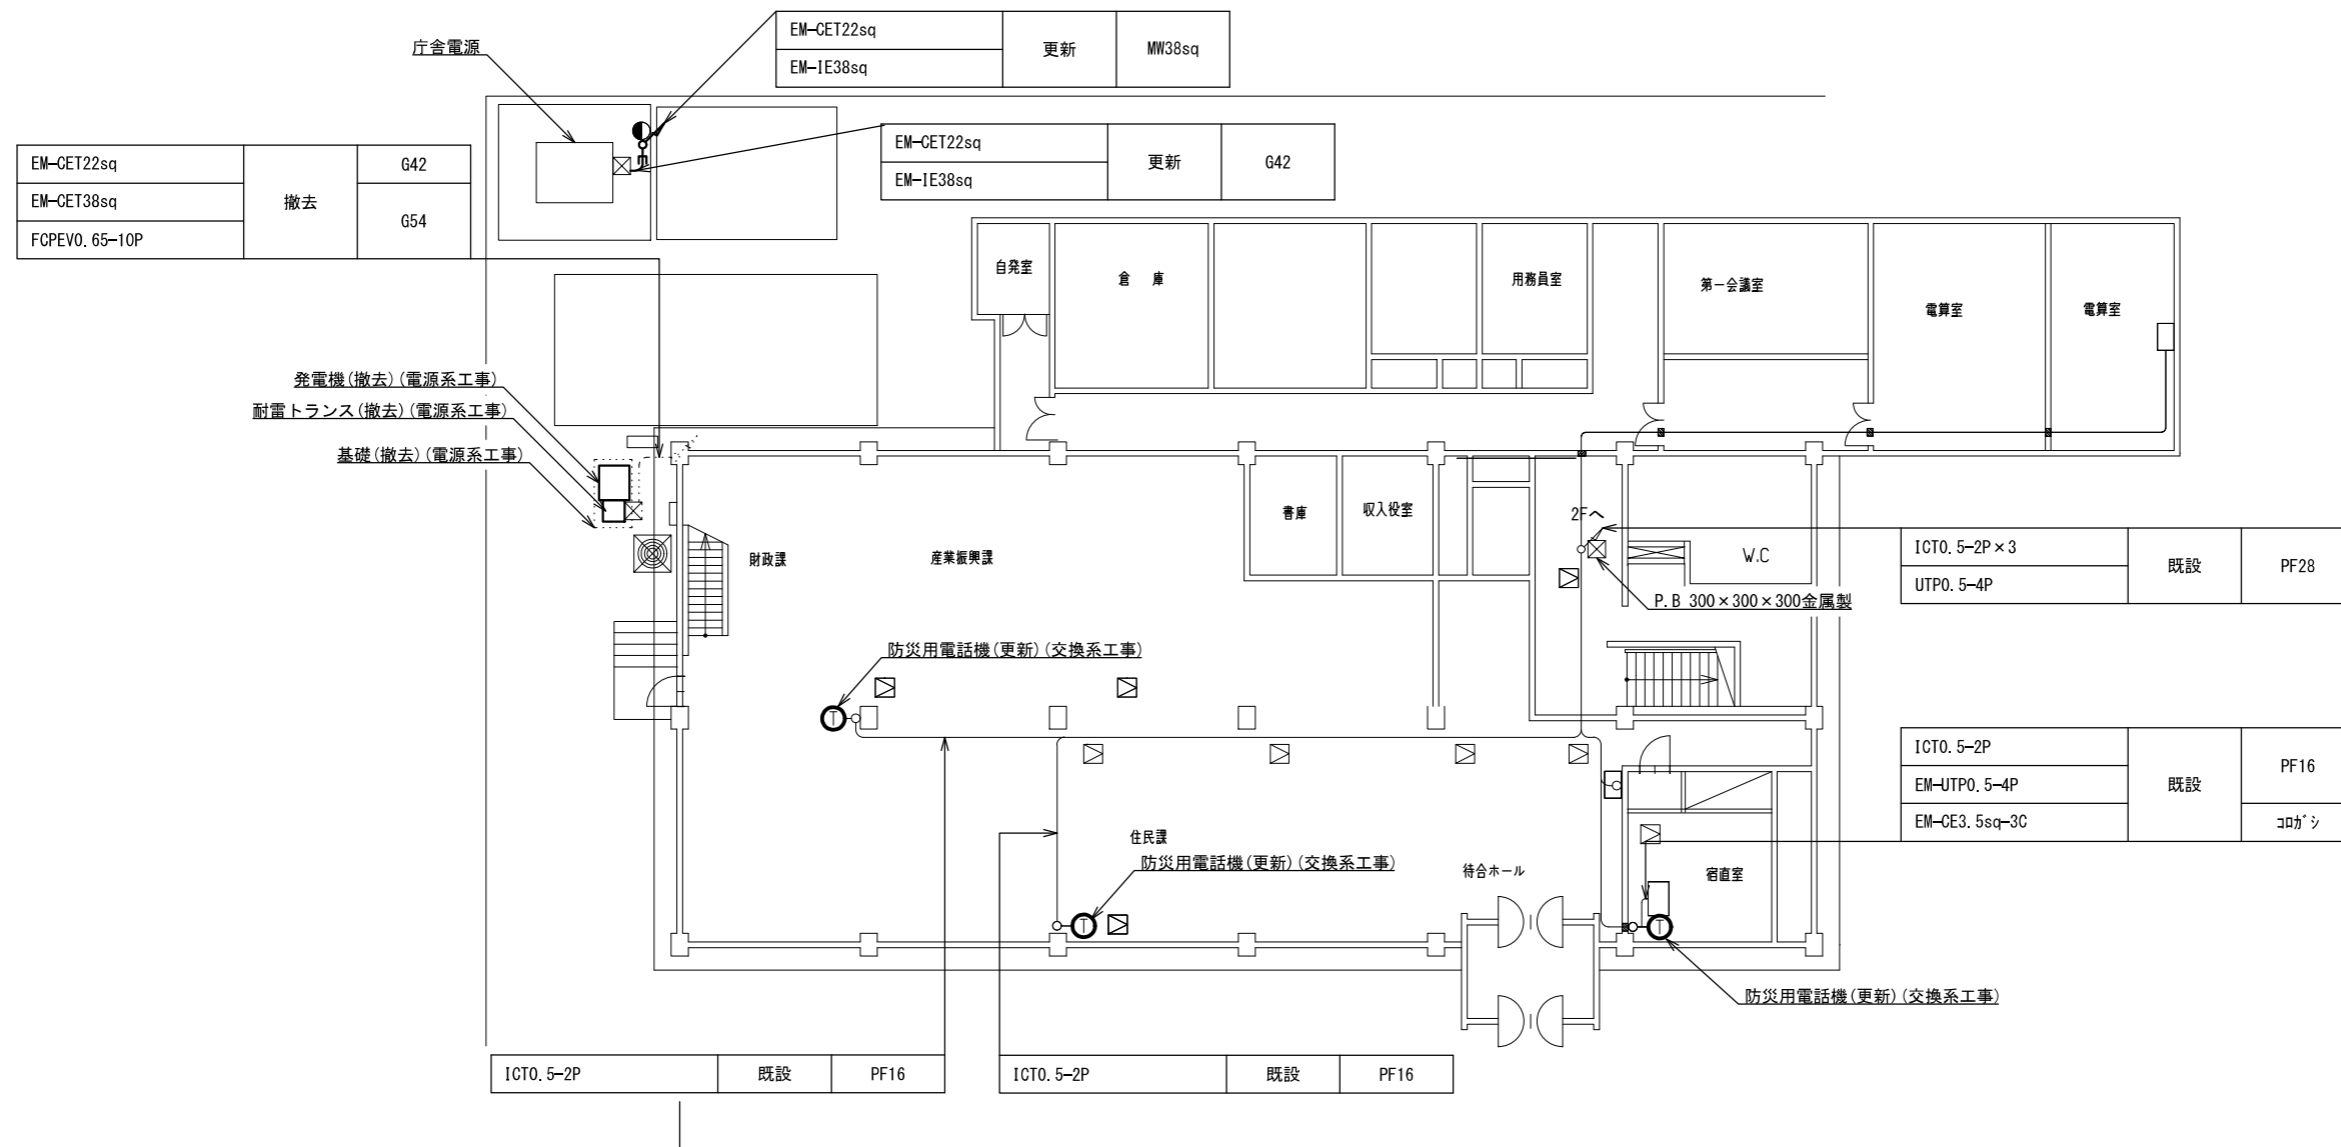 庁舎電源
EM-CET22sq 更新 MW38sq
EM-IE38sq
EM-CET22sq 更新 G42
EM-IE38sq
EM-CET22sq 撤去 G42
EM-CET38sq G54
FCPEV0.65-10P
自発室
倉 庫
用務員室
第一会議室
電算室
電算室
発電機(撤去)(電源系工事)
耐雷トランス(撤去)(電源系工事)
基礎(撤去)(電源系工事)
書庫
収入役室
2Fへ
財政課
産業振興課
W.C
ICT0.5-2P×3 既設 PF28
UTP0.5-4P
P.B 300×300×300金属製
防災用電話機(更新)(交換系工事)
T
ICT0.5-2P 既設 PF16
EM-UTP0.5-4P
EM-CE3.5sq-3C コロガシ
住民課
防災用電話機(更新)(交換系工事)
待合ホール
宿直室
T
T
防災用電話機(更新)(交換系工事)
ICT0.5-2P 既設 PF16
ICT0.5-2P 既設 PF16